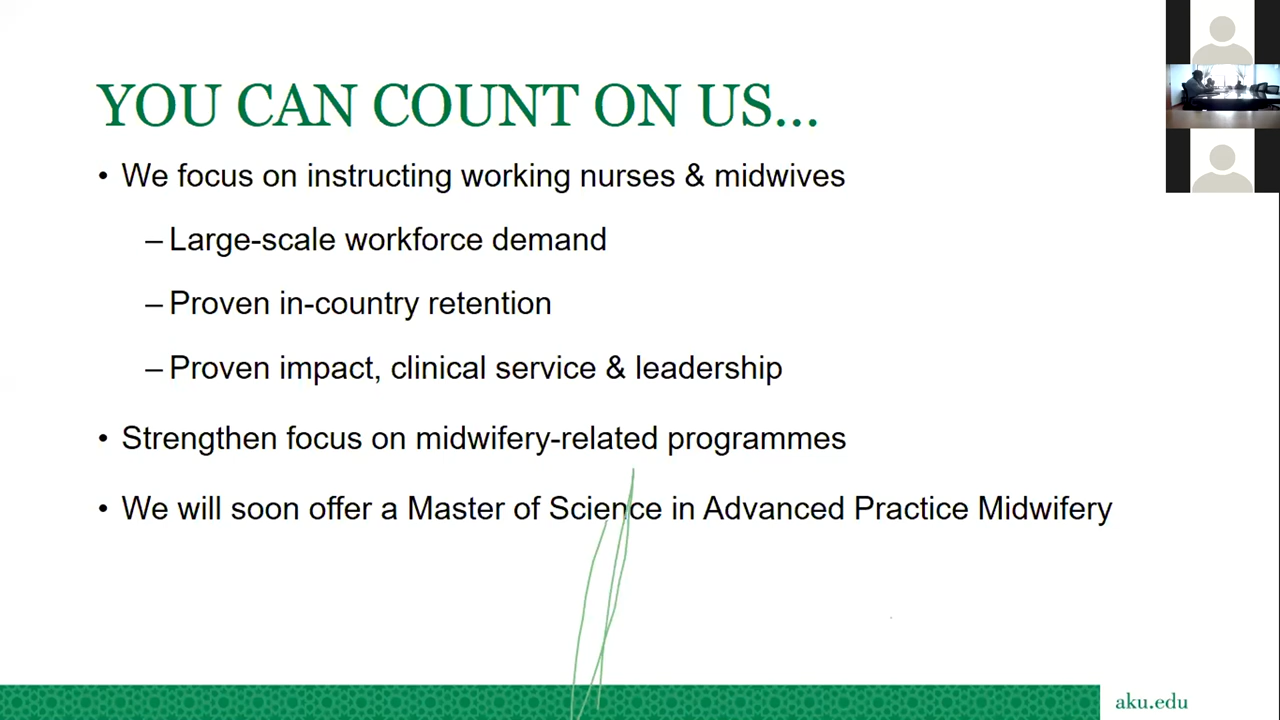 YOU CAN COUNT ON US...
• We focus on instructing working nurses & midwives
– Large-scale workforce demand
– Proven in-country retention
– Proven impact, clinical service & leadership
• Strengthen focus on midwifery-related programmes
• We will soon offer a Master of Science in Advanced Practice Midwifery
aku.edu